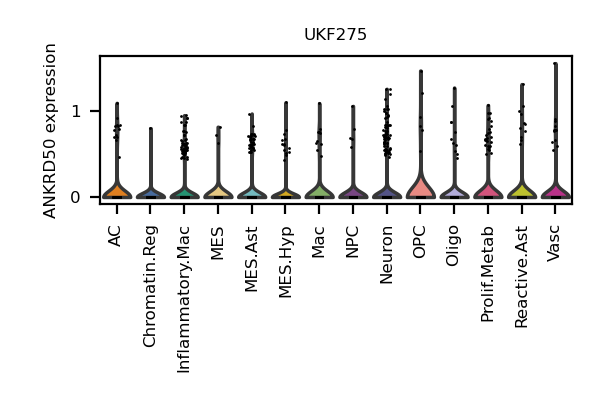 UKF275
ANKRD50 expression
1
0
AC
Chromatin.Reg
Inflammatory.Mac
MES
MES.Ast
MES.Hyp
Mac
NPC
Neuron
OPC
Oligo
Prolif.Metab
Reactive.Ast
Vasc